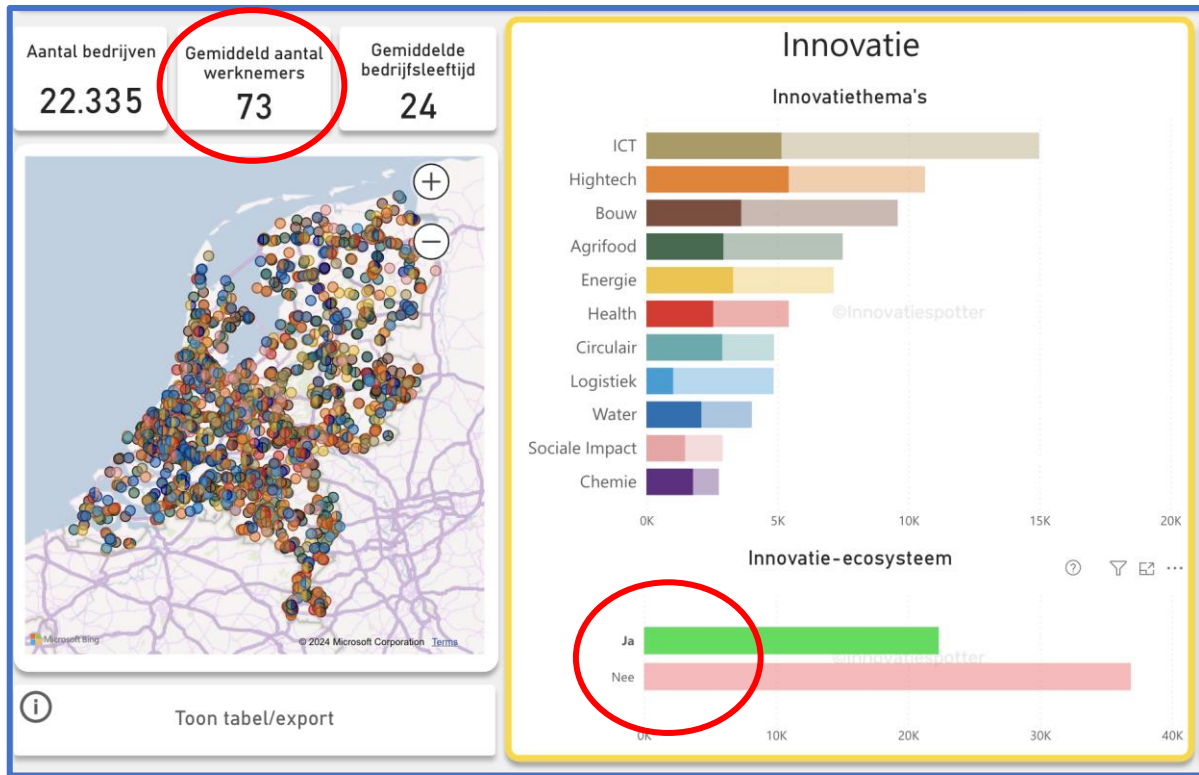 Aantal bedrijven
22.335
Gemiddeld aantal
werknemers
73
Gemiddelde
bedrijfsleeftijd
24
Microsoft Bing
© 2024 Microsoft Corporation Terms
Toon tabel/export
Innovatie
Innovatiethema's
ICT
Hightech
Bouw
Agrifood
Energie
Health
©Innovatiespotter
Circulair
Logistiek
Water
Sociale Impact
Chemie
0K 5K 10K 15K 20K
Innovatie-ecosysteem
Ja
©Innovatiespotter
Nee
0K 10K 20K 30K 40K